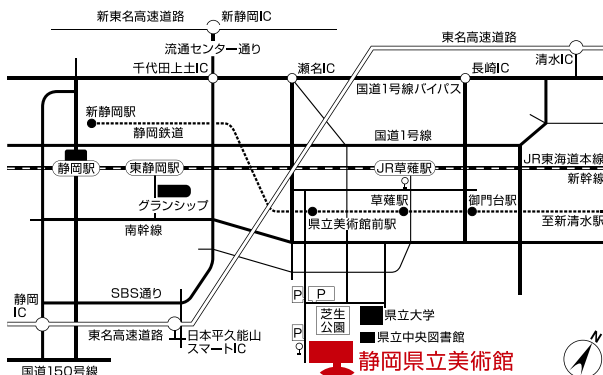 新東名高速道路
新静岡IC
東名高速道路
流通センター通り
清水IC
千代田上土IC
瀬名IC
長崎IC
国道1号線バイパス
新静岡駅
静岡鉄道
国道1号線
JR東海道本線
静岡駅
東静岡駅
JR草薙駅
新幹線
グランシップ
草薙駅
御門台駅
県立美術館前駅
至新清水駅
南幹線
静岡
IC
SBS通り
P
P
芝生
公園
県立大学
P
県立中央図書館
東名高速道路
日本平久能山
スマートIC
静岡県立美術館
国道150号線
N